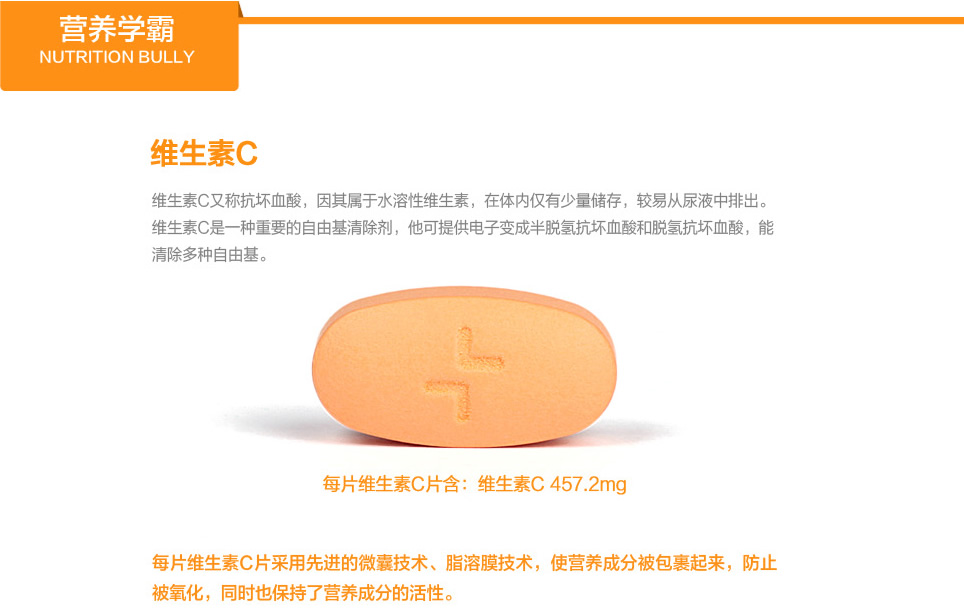 营养学霸
NUTRITION BULLY
维生素C
维生素C又称抗坏血酸，因其属于水溶性维生素，在体内仅有少量储存，较易从尿液中排出。
维生素C是一种重要的自由基清除剂，他可提供电子变成半脱氢抗坏血酸和脱氢抗坏血酸，能
清除多种自由基。
每片维生素C片含：维生素C 457.2mg
每片维生素C片采用先进的微囊技术、脂溶膜技术，使营养成分被包裹起来，防止
被氧化，同时也保持了营养成分的活性。